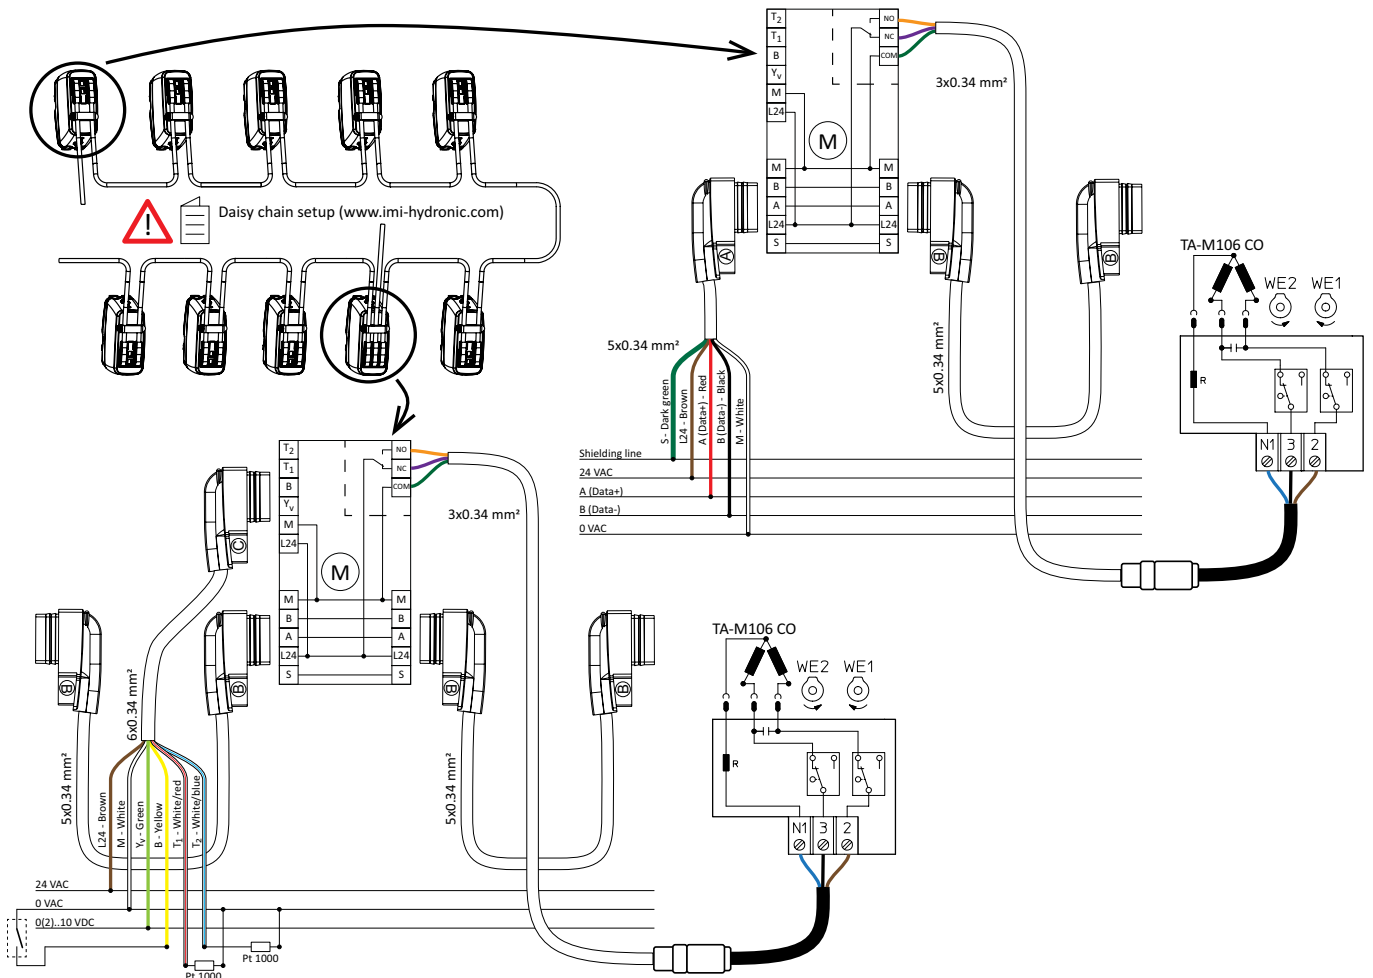 T2
T1
B
Yv
M
L24
NO
NC
COM
3x0.34 mm²
M
M
B
A
L24
S
M
B
A
L24
S
Daisy chain setup (www.imi-hydronic.com)
A
B
B
5x0.34 mm²
5x0.34 mm²
S - Dark green
L24 - Brown
A (Data+) - Red
B (Data-) - Black
M - White
Shielding line
24 VAC
A (Data+)
B (Data-)
0 VAC
TA-M106 CO
WE2
WE1
R
N1
3
2
T2
T1
B
Yv
M
L24
NO
NC
COM
3x0.34 mm²
M
M
B
A
L24
S
M
B
A
L24
S
C
B
B
B
B
6x0.34 mm²
5x0.34 mm²
5x0.34 mm²
L24 - Brown
M - White
Yv - Green
B - Yellow
T1 - White/red
T2 - White/blue
24 VAC
0 VAC
0(2)..10 VDC
Pt 1000
Pt 1000
TA-M106 CO
WE2
WE1
R
N1
3
2